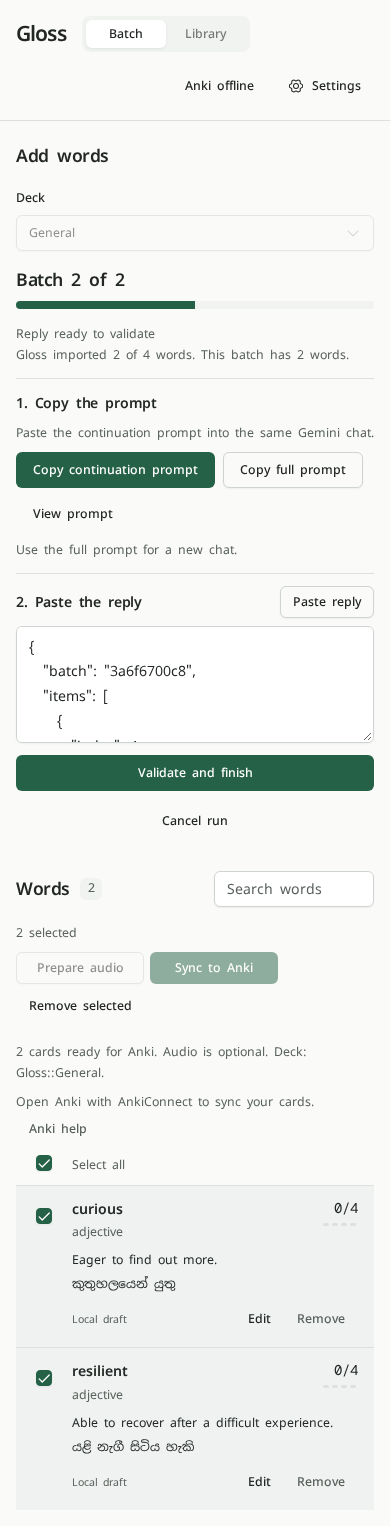 Gloss
Batch
Library
Anki offline
Settings
Add words
Deck
General
Batch 2 of 2
Reply ready to validate
Gloss imported 2 of 4 words. This batch has 2 words.
1. Copy the prompt
Paste the continuation prompt into the same Gemini chat.
Copy continuation prompt
Copy full prompt
View prompt
Use the full prompt for a new chat.
2. Paste the reply
Paste reply
{
"batch": "3a6f6700c8",
"items": [
{
Validate and finish
Cancel run
Words 2
Search words
2 selected
Prepare audio
Sync to Anki
Remove selected
2 cards ready for Anki. Audio is optional. Deck:
Gloss::General.
Open Anki with AnkiConnect to sync your cards.
Anki help
Select all
curious 0/4
adjective
Eager to find out more.
කුතුහලයෙන් යුතු
Local draft Edit Remove
resilient 0/4
adjective
Able to recover after a difficult experience.
යළි නැගී සිටිය හැකි
Local draft Edit Remove